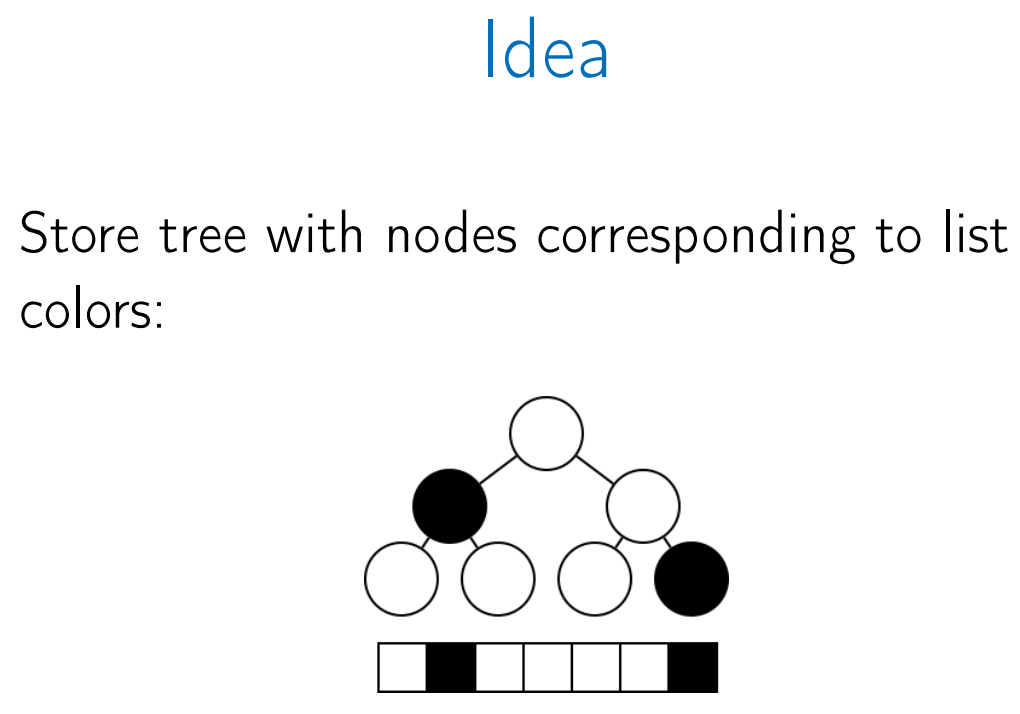 Idea
Store tree with nodes corresponding to list
colors: